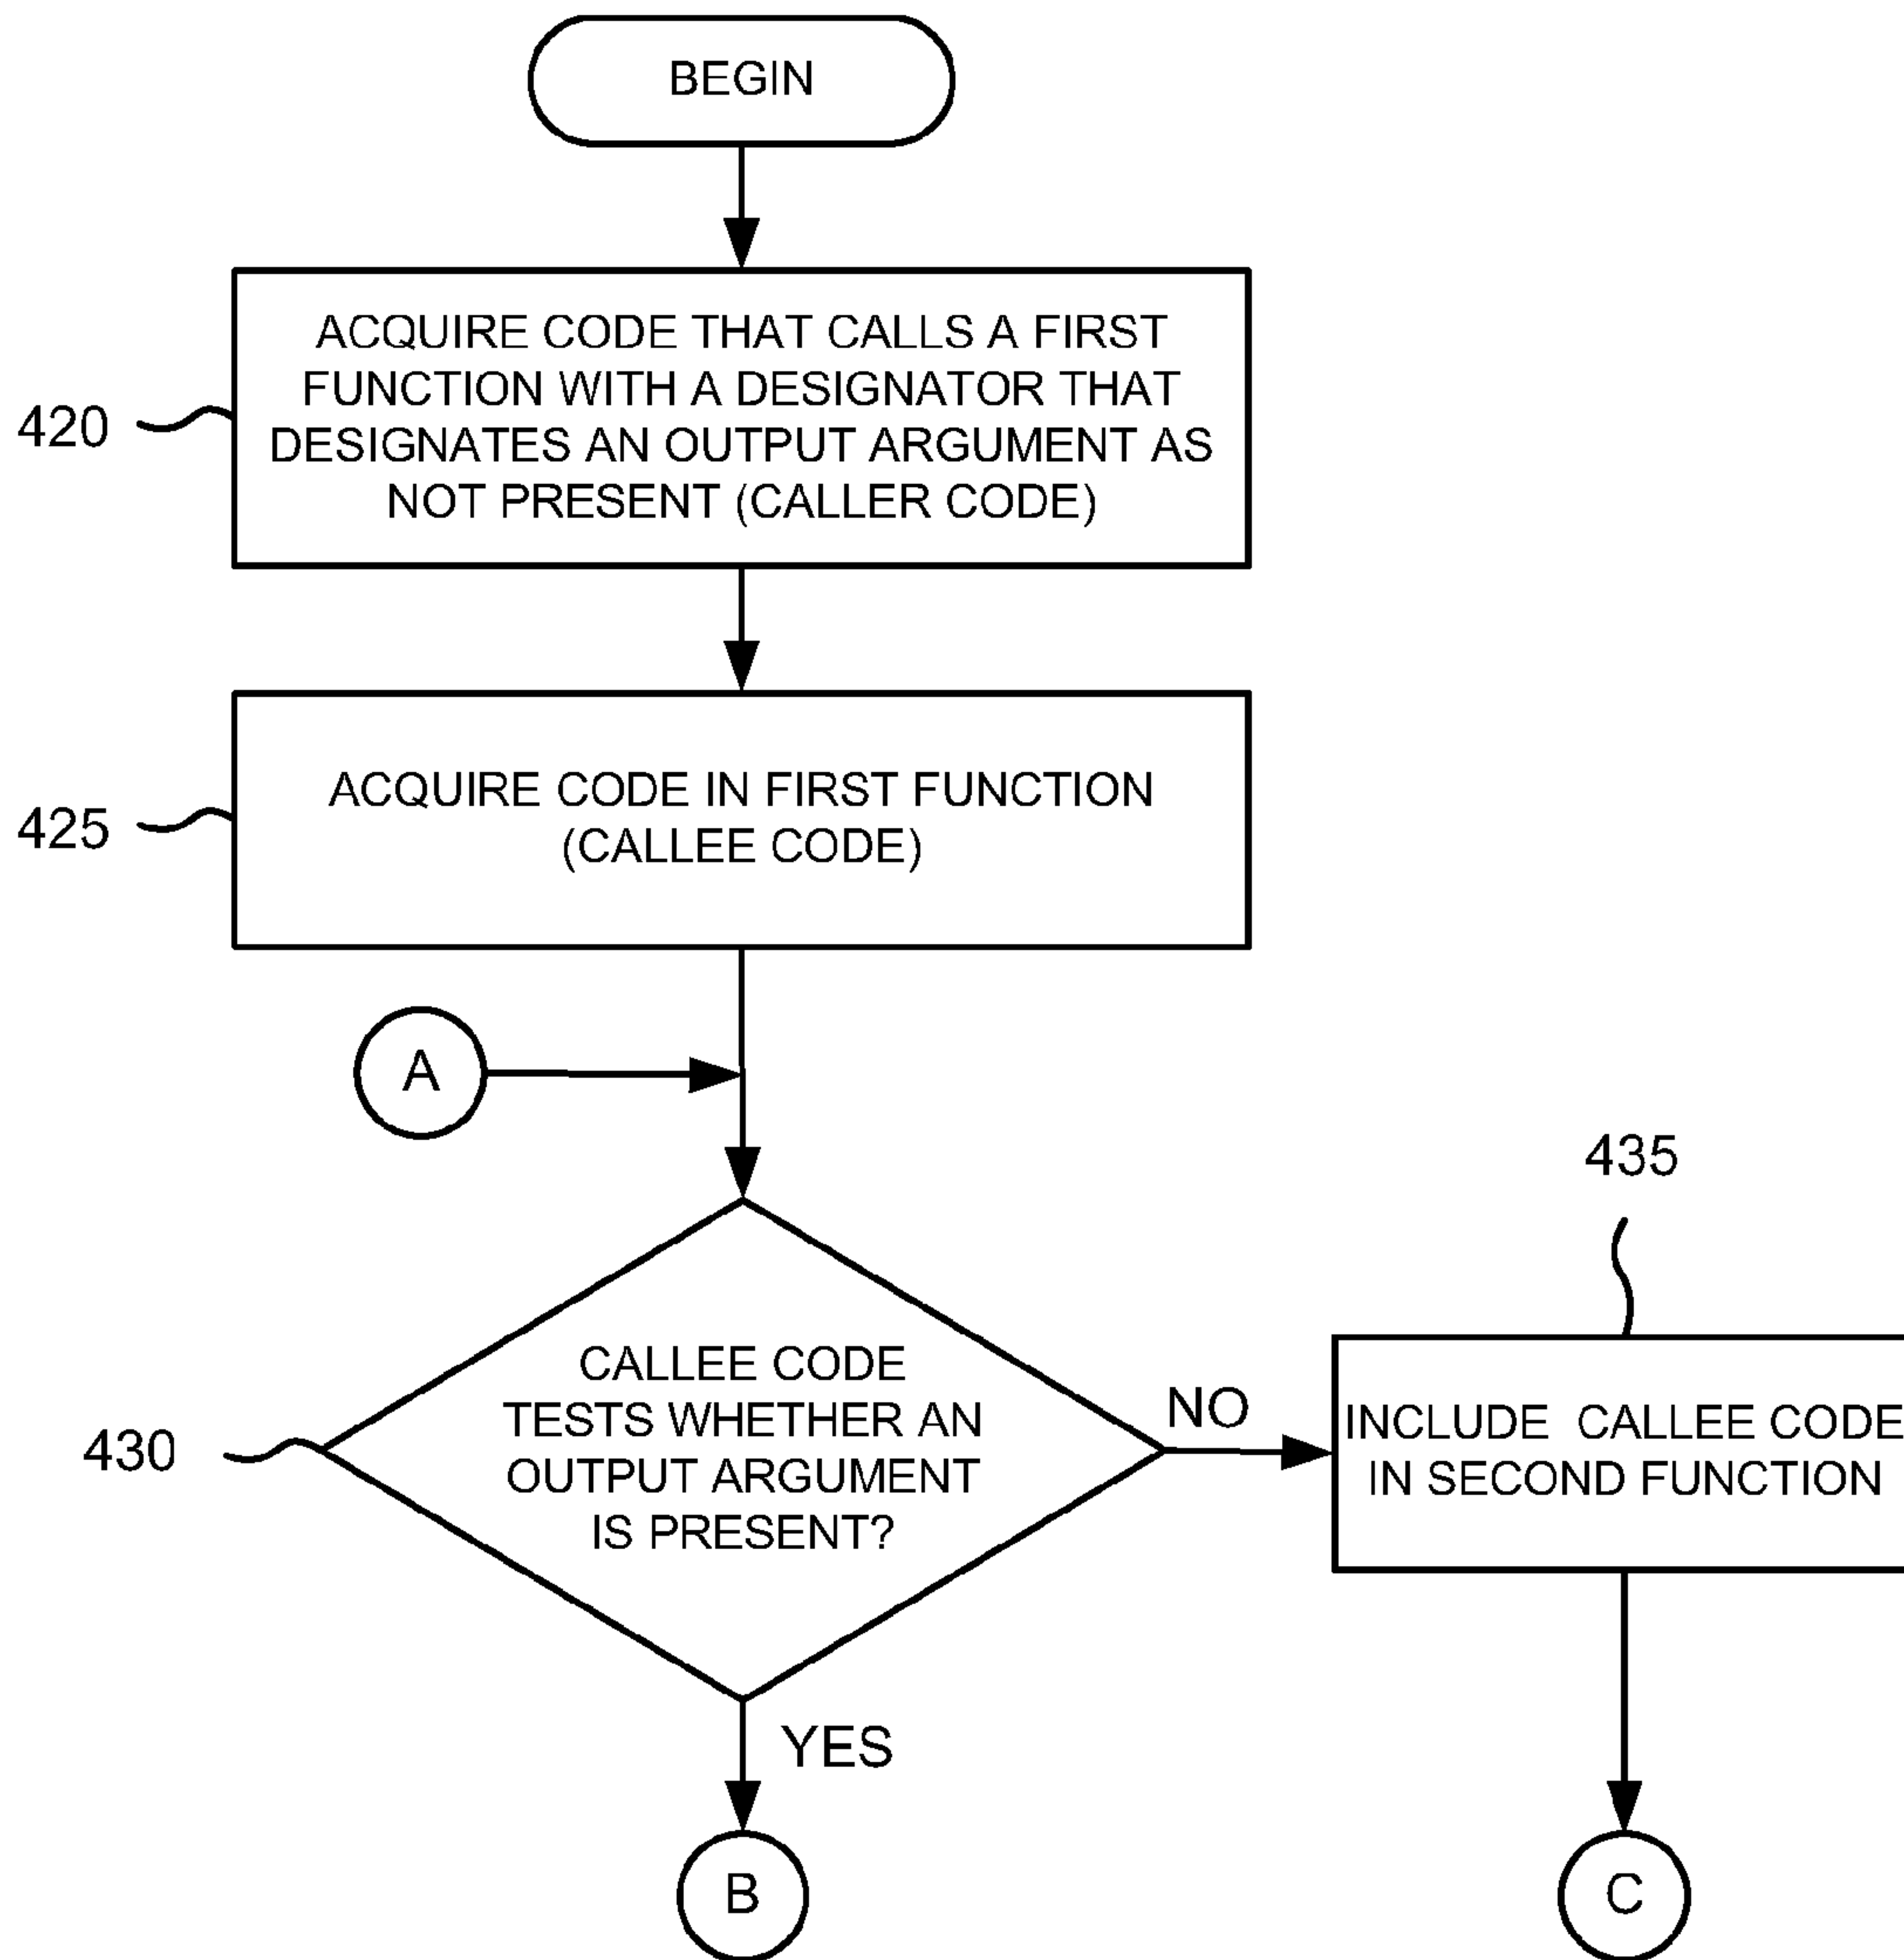 BEGIN
ACQUIRE CODE THAT CALLS A FIRST
FUNCTION WITH A DESIGNATOR THAT
DESIGNATES AN OUTPUT ARGUMENT AS
NOT PRESENT (CALLER CODE)
420
ACQUIRE CODE IN FIRST FUNCTION
(CALLEE CODE)
425
A
435
CALLEE CODE
TESTS WHETHER AN
OUTPUT ARGUMENT
IS PRESENT?
430
NO
INCLUDE CALLEE CODE
IN SECOND FUNCTION
YES
B
C